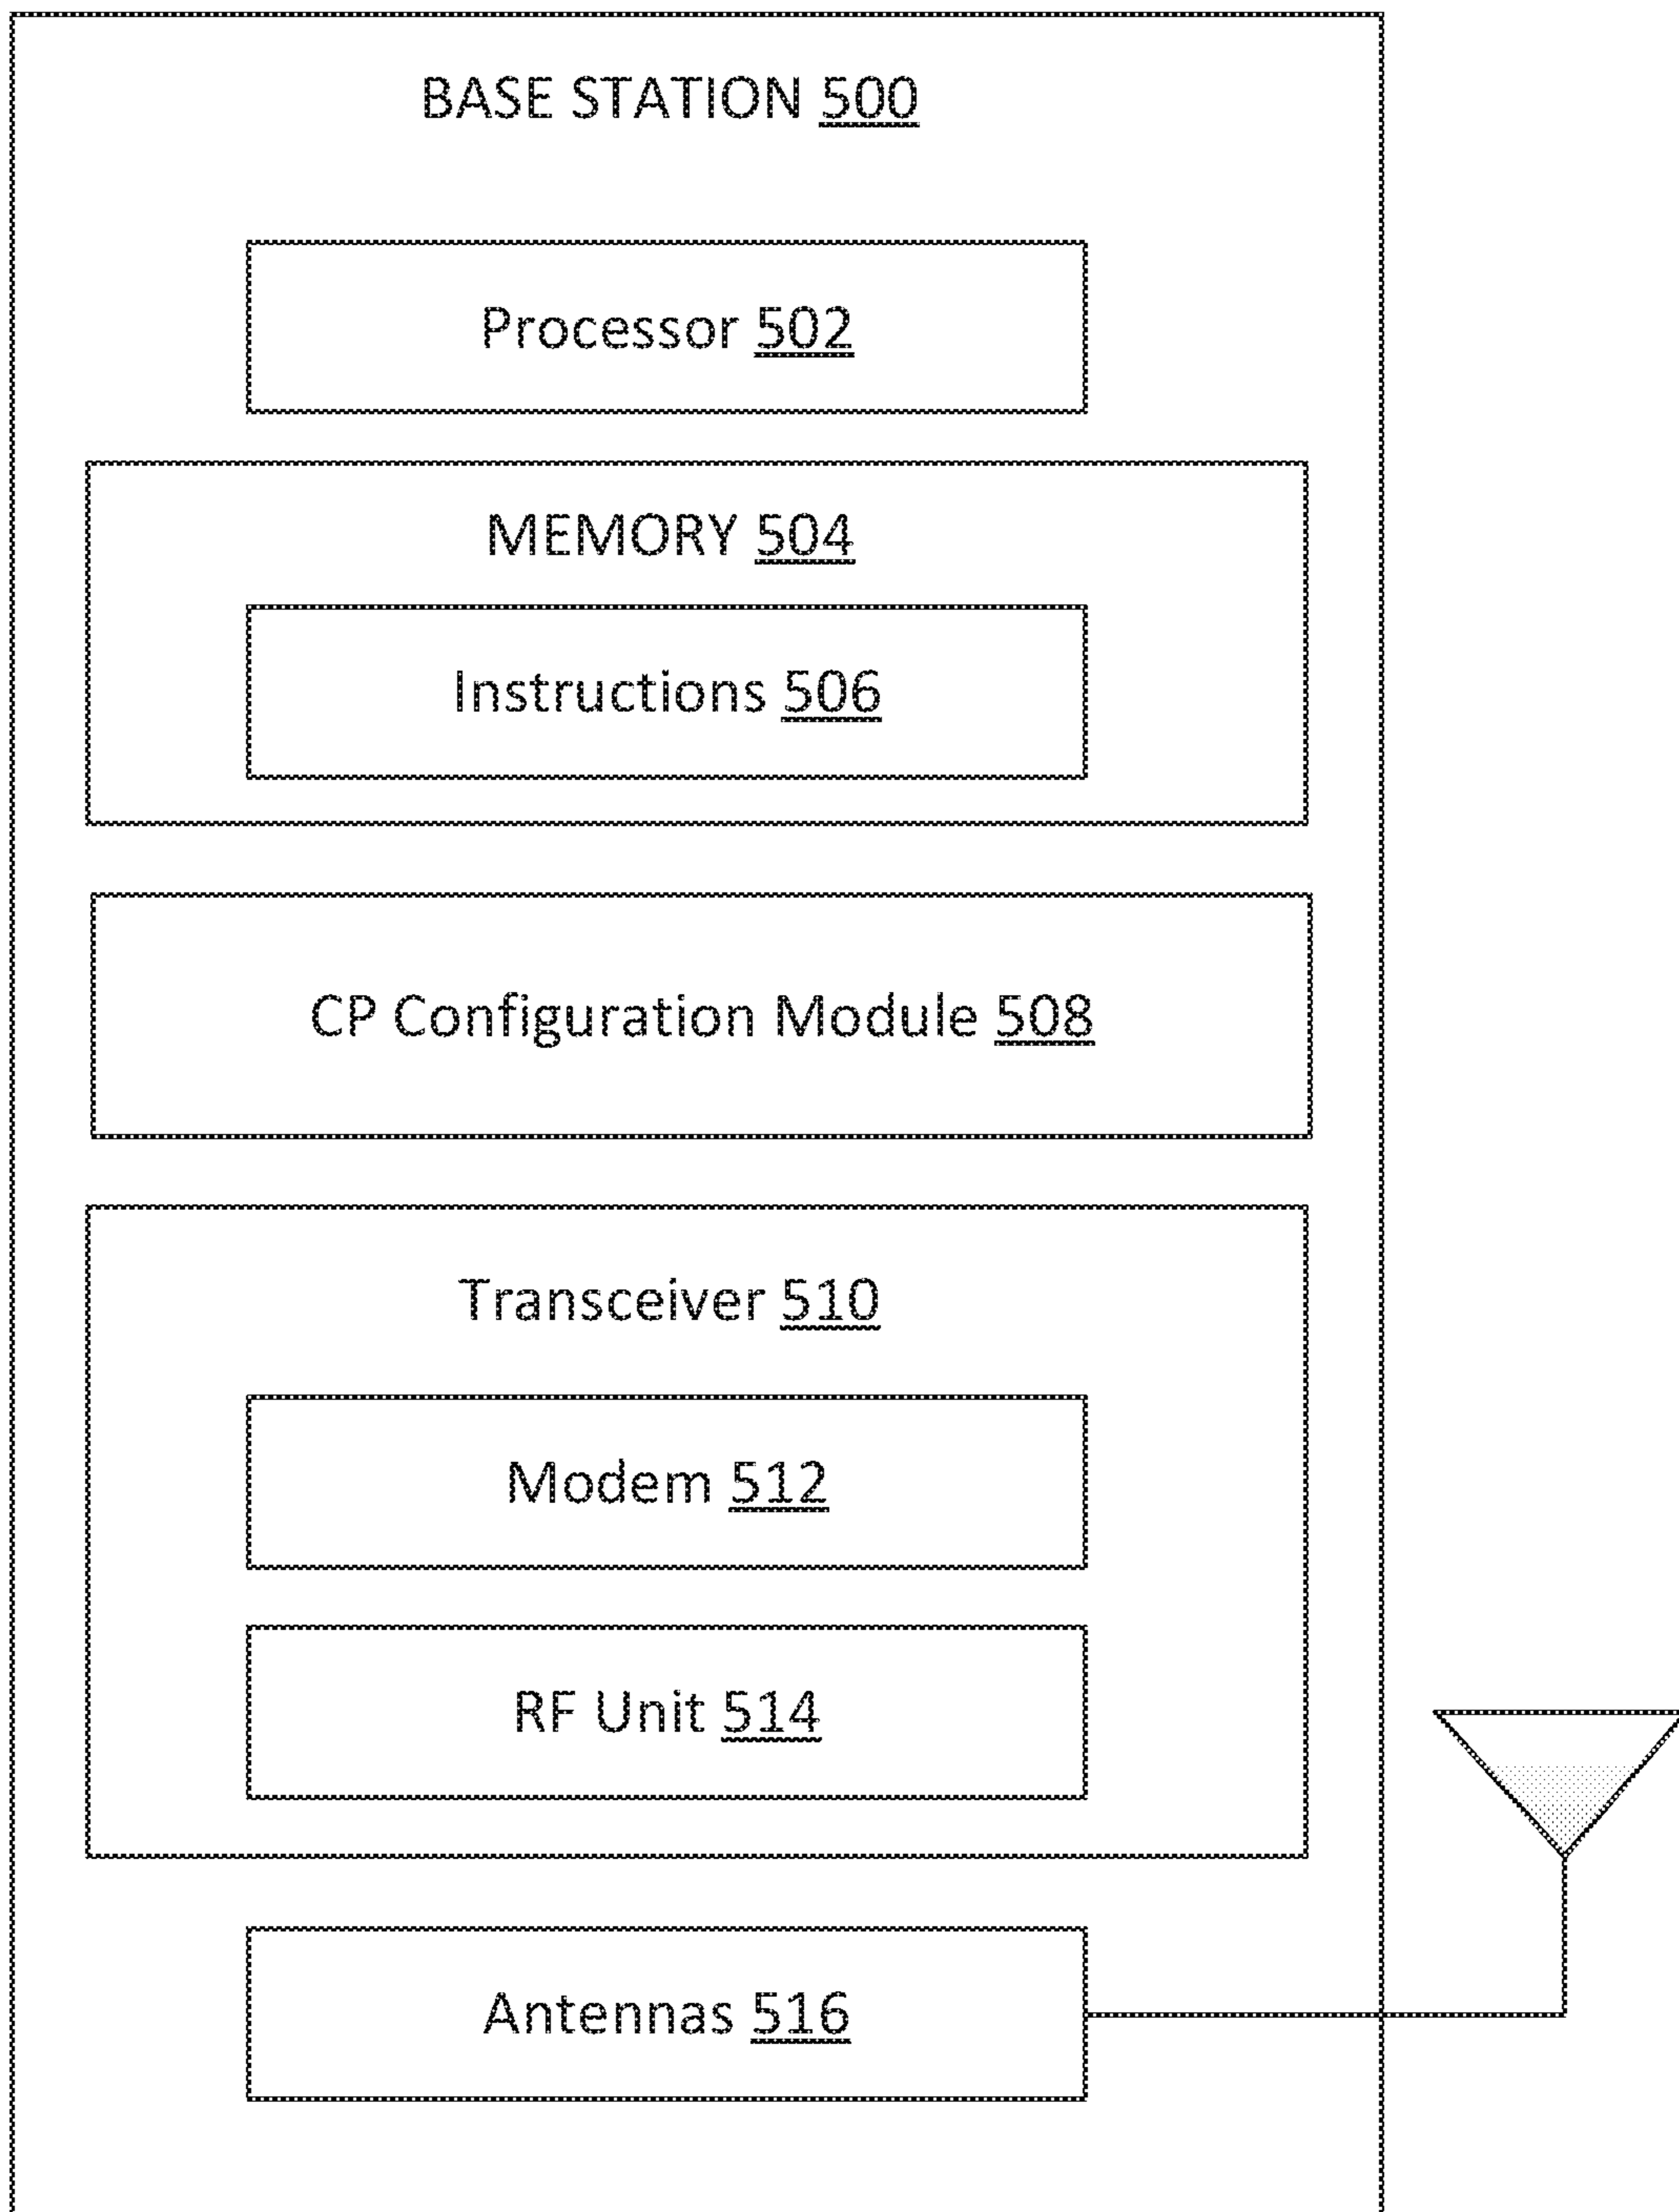 BASE STATION 500
Processor 502
MEMORY 504
Instructions 506
CP Configuration Module 508
Transceiver 510
Modem 512
RF Unit 514
Antennas 516